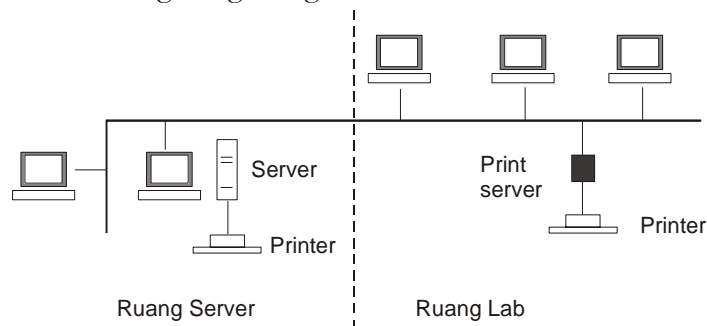 Server
Printer
Print
server
Printer
Ruang Server
Ruang Lab